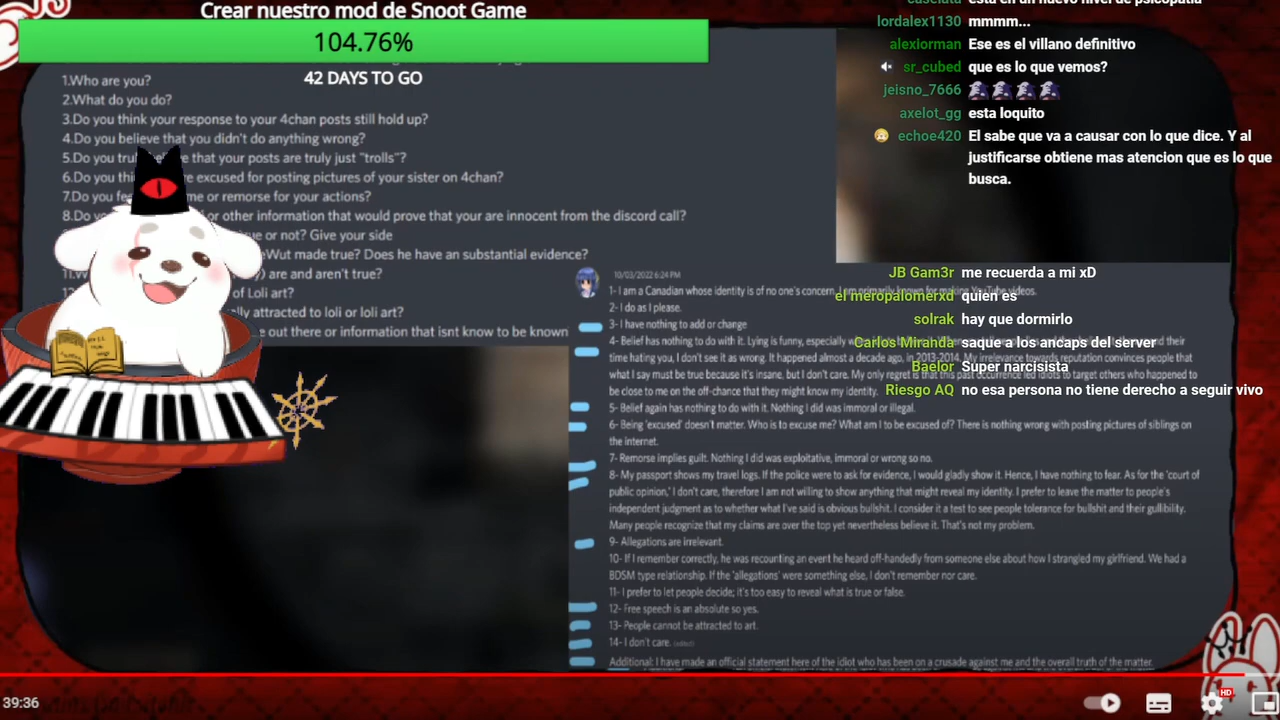 Crear nuestro mod de Snoot Game
104.76%
42 DAYS TO GO
1.Who are you?
2.What do you do?
3.Do you think your response to your 4chan posts still hold up?
4.Do you believe that you didn't do anything wrong?
5.Do you tru that your posts are truly just "trolls"?
6.Do you thi re excused for posting pictures of your sister on 4chan?
7.Do you fe me or remorse for your actions?
8.Do yo or other information that would prove that your are innocent from the discord call?
ue or not? Give your side
eWut made true? Does he have an substantial evidence?
11. ) are and aren't true?
of Loli art?
lly attracted to loli or loli art?
e out there or information that isnt know to be known
10/03/2022 6:24 PM
1- I am a Canadian whose identity is of no one's concern, I am primarily known for making YouTube videos.
2- I do as I please.
3- I have nothing to add or change
4- Belief has nothing to do with it. Lying is funny, especially their
time hating you, I don't see it as wrong. It happened almost a decade ago, in 2013-2014. My irrelevance towards reputation convinces people that
what I say must be true because it's insane, but I don't care. My only regret is that this past occurrence led idiots to target others who happened to
be close to me on the off-chance that they might know my identity.
5- Belief again has nothing to do with it. Nothing I did was immoral or illegal.
6- Being 'excused' doesn't matter. Who is to excuse me? What am I to be excused of? There is nothing wrong with posting pictures of siblings on
the internet.
7- Remorse implies guilt. Nothing I did was exploitative, immoral or wrong so no.
8- My passport shows my travel logs. If the police were to ask for evidence, I would gladly show it. Hence, I have nothing to fear. As for the 'court of
public opinion,' I don't care, therefore I am not willing to show anything that might reveal my identity. I prefer to leave the matter to people's
independent judgment as to whether what I've said is obvious bullshit. I consider it a test to see people tolerance for bullshit and their gullibility.
Many people recognize that my claims are over the top yet nevertheless believe it. That's not my problem.
9- Allegations are irrelevant.
10- If I remember correctly, he was recounting an event he heard off-handedly from someone else about how I strangled my girlfriend. We had a
BDSM type relationship. If the 'allegations' were something else, I don't remember nor care.
11- I prefer to let people decide; it's too easy to reveal what is true or false.
12- Free speech is an absolute so yes.
13- People cannot be attracted to art.
14- I don't care. (edited)
Additional: I have made an official statement here of the idiot who has been on a crusade against me and the overall truth of the matter.
lordalex1130 mmmm...
alexiorman Ese es el villano definitivo
sr_cubed que es lo que vemos?
jeisno_7666
axelot_gg esta loquito
echoe420 El sabe que va a causar con lo que dice. Y al
justificarse obtiene mas atencion que es lo que
busca.
JB Gam3r me recuerda a mi xD
el meropalomerxd quien es
solrak hay que dormirlo
Carlos Miranda saque a los ancaps del server
Baelor Super narcisista
Riesgo AQ no esa persona no tiene derecho a seguir vivo
39:36
HD